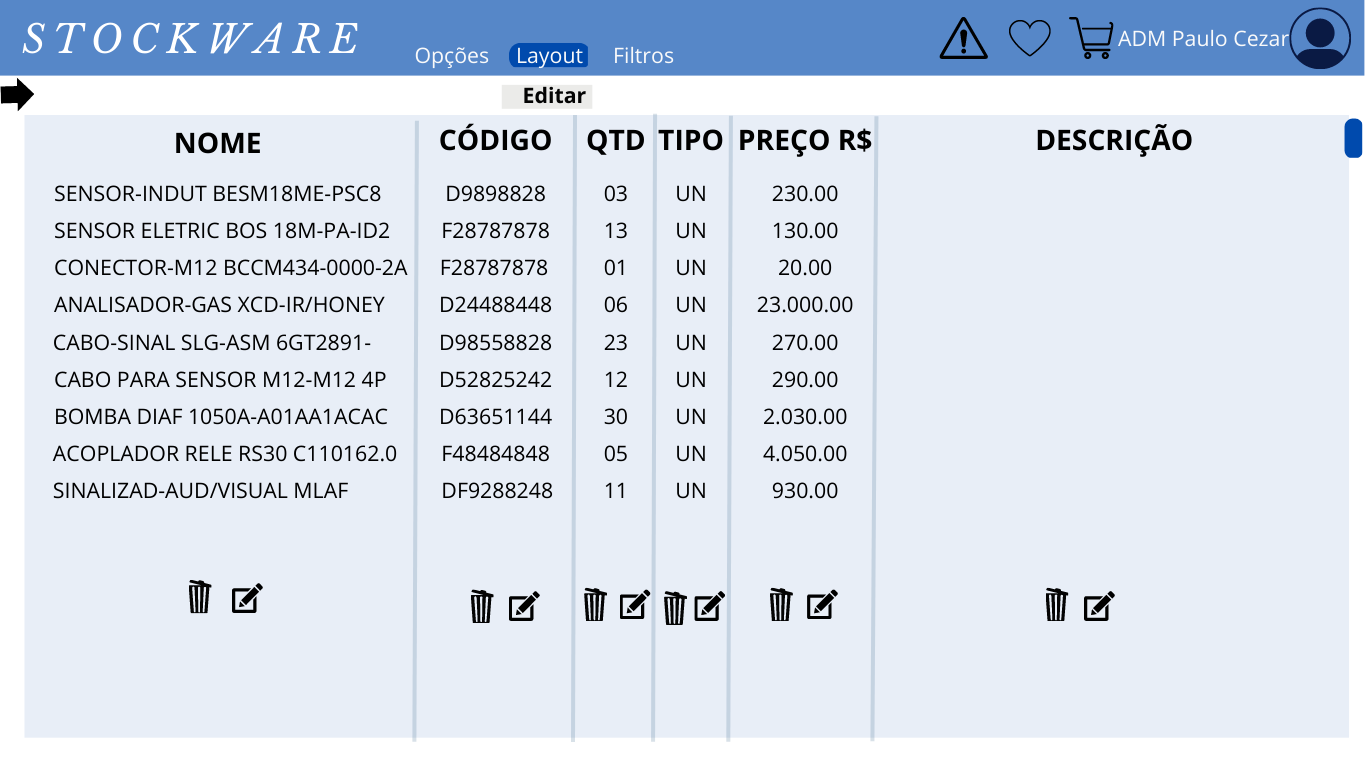 STOCKWARE
Opções Layout Filtros
ADM Paulo Cezar
Editar
NOME CÓDIGO QTD TIPO PREÇO R$ DESCRIÇÃO
SENSOR-INDUT BESM18ME-PSC8 D9898828 03 UN 230.00
SENSOR ELETRIC BOS 18M-PA-ID2 F28787878 13 UN 130.00
CONECTOR-M12 BCCM434-0000-2A F28787878 01 UN 20.00
ANALISADOR-GAS XCD-IR/HONEY D24488448 06 UN 23.000.00
CABO-SINAL SLG-ASM 6GT2891- D98558828 23 UN 270.00
CABO PARA SENSOR M12-M12 4P D52825242 12 UN 290.00
BOMBA DIAF 1050A-A01AA1ACAC D63651144 30 UN 2.030.00
ACOPLADOR RELE RS30 C110162.0 F48484848 05 UN 4.050.00
SINALIZAD-AUD/VISUAL MLAF DF9288248 11 UN 930.00